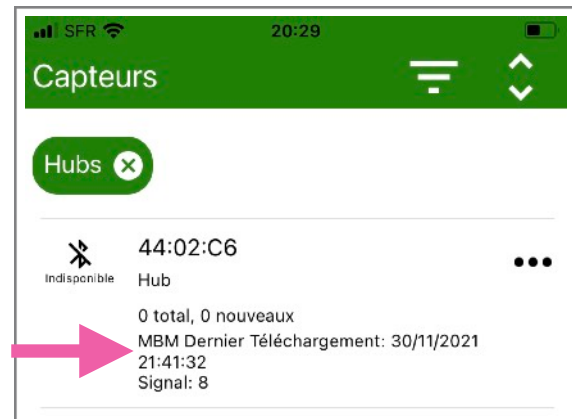 SFR 20:29
Capteurs
Hubs
44:02:C6
Indisponible
Hub
0 total, 0 nouveaux
MBM Dernier Téléchargement: 30/11/2021
21:41:32
Signal: 8